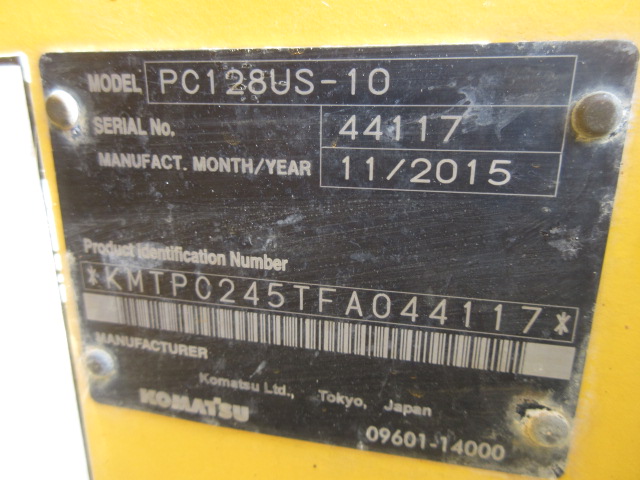 MODEL PC128US-10
SERIAL No. 44117
MANUFACT. MONTH/YEAR 11/2015
Product Identification Number
*KMTP0245TFA044117*
MANUFACTURER
Komatsu Ltd., Tokyo, Japan
KOMATSU
09601-14000